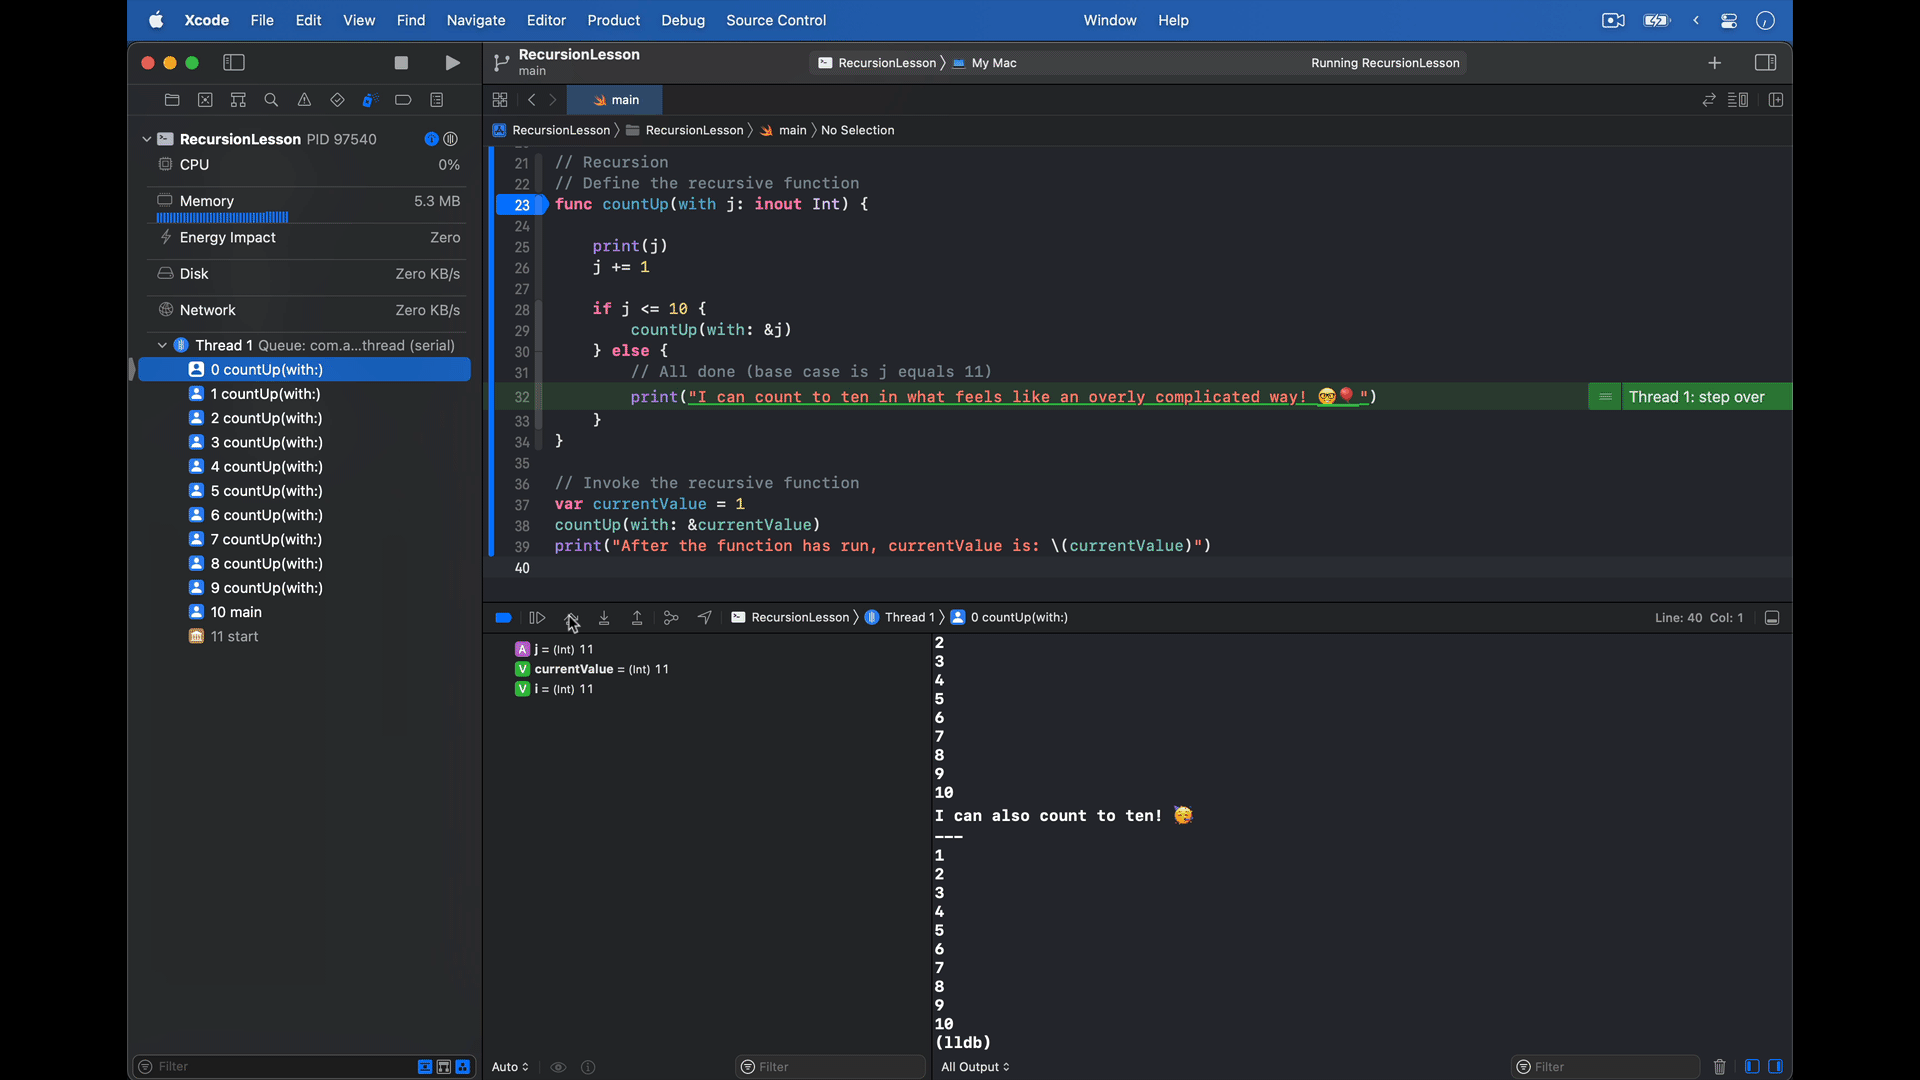 Xcode File Edit View Find Navigate Editor Product Debug Source Control Window Help
RecursionLesson
main
RecursionLesson My Mac
Running RecursionLesson
main
RecursionLesson RecursionLesson main No Selection
RecursionLesson PID 97540
CPU 0%
Memory 5.3 MB
Energy Impact Zero
Disk Zero KB/s
Network Zero KB/s
Thread 1 Queue: com.a...thread (serial)
0 countUp(with:)
1 countUp(with:)
2 countUp(with:)
3 countUp(with:)
4 countUp(with:)
5 countUp(with:)
6 countUp(with:)
7 countUp(with:)
8 countUp(with:)
9 countUp(with:)
10 main
11 start
Filter
21 // Recursion
22 // Define the recursive function
23 func countUp(with j: inout Int) {
24
25 print(j)
26 j += 1
27
28 if j <= 10 {
29 countUp(with: &j)
30 } else {
31 // All done (base case is j equals 11)
32 print("I can count to ten in what feels like an overly complicated way! 🤓🎈")
Thread 1: step over
33 }
34 }
35
36 // Invoke the recursive function
37 var currentValue = 1
38 countUp(with: &currentValue)
39 print("After the function has run, currentValue is: \(currentValue)")
40
RecursionLesson Thread 1 0 countUp(with:)
Line: 40 Col: 1
A j = (Int) 11
V currentValue = (Int) 11
V i = (Int) 11
Auto
Filter
2
3
4
5
6
7
8
9
10
I can also count to ten! 🥳
---
1
2
3
4
5
6
7
8
9
10
(lldb)
All Output
Filter